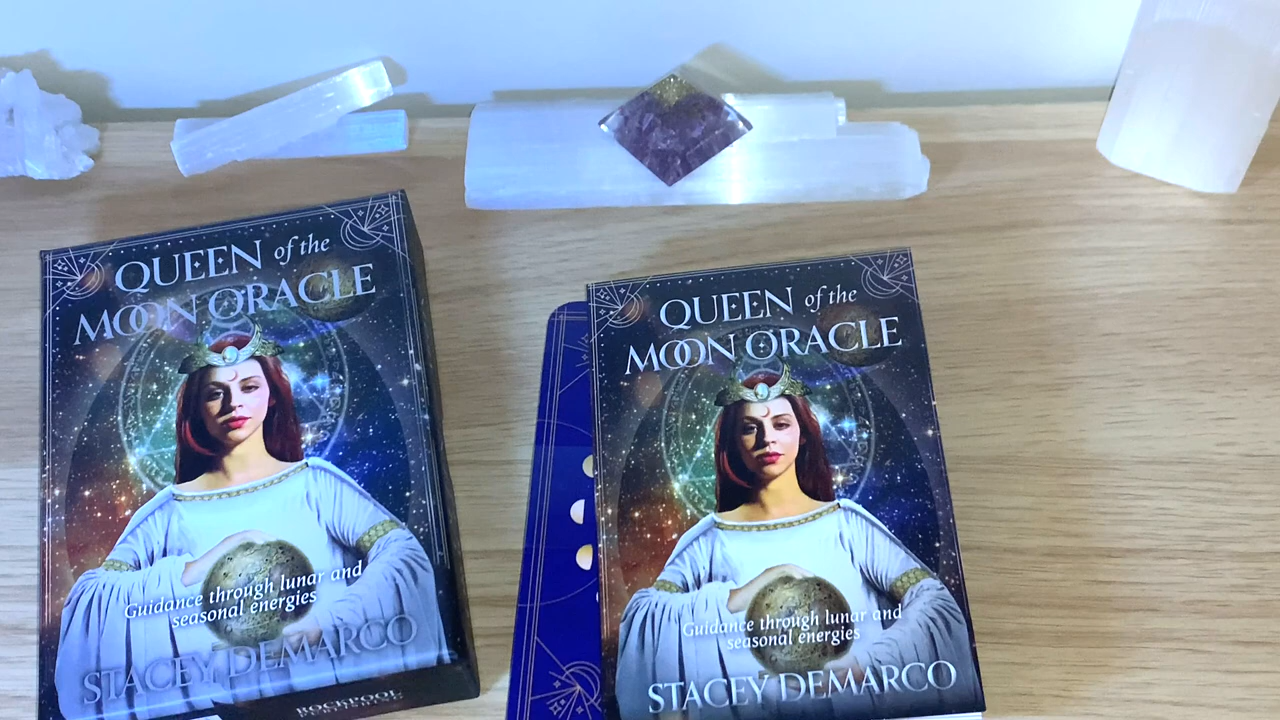 QUEEN of the
MOON ORACLE
Guidance through lunar and
seasonal energies
STACEY DEMARCO
ROCKPOOL
QUEEN of the
MOON ORACLE
Guidance through lunar and
seasonal energies
STACEY DEMARCO